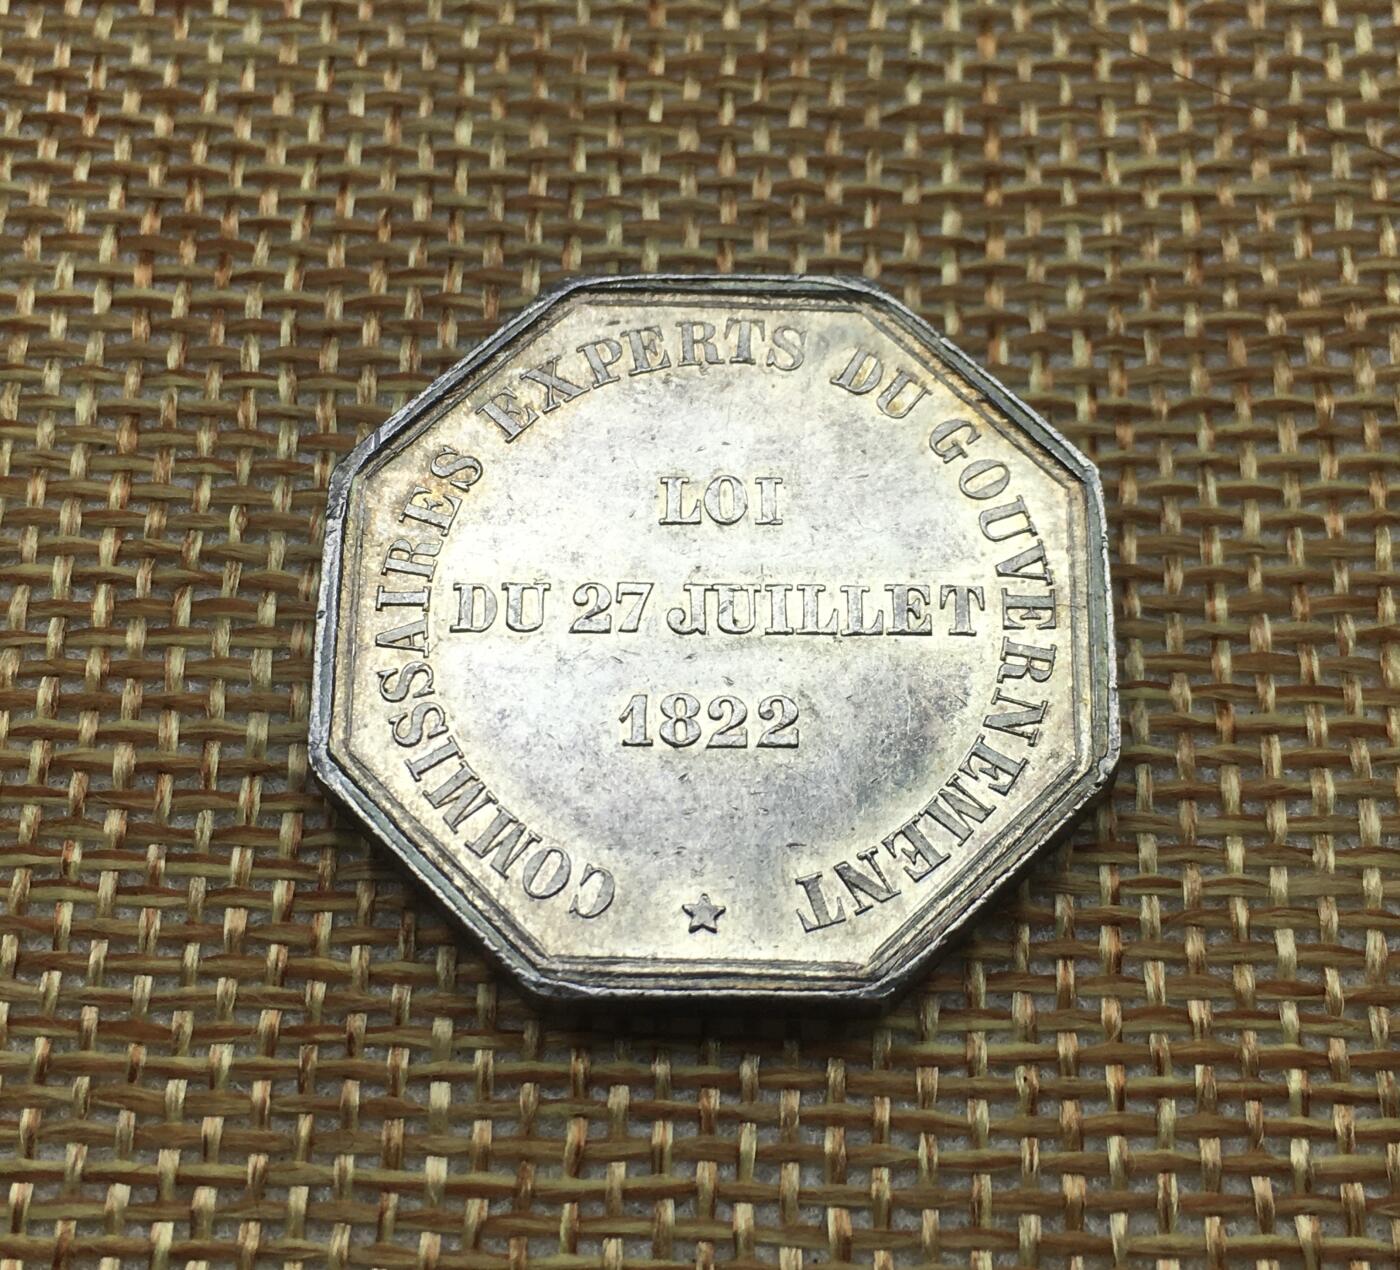 COMMISSAIRES EXPERTS DU GOUVERNEMENT
LOI
DU 27 JUILLET
1822